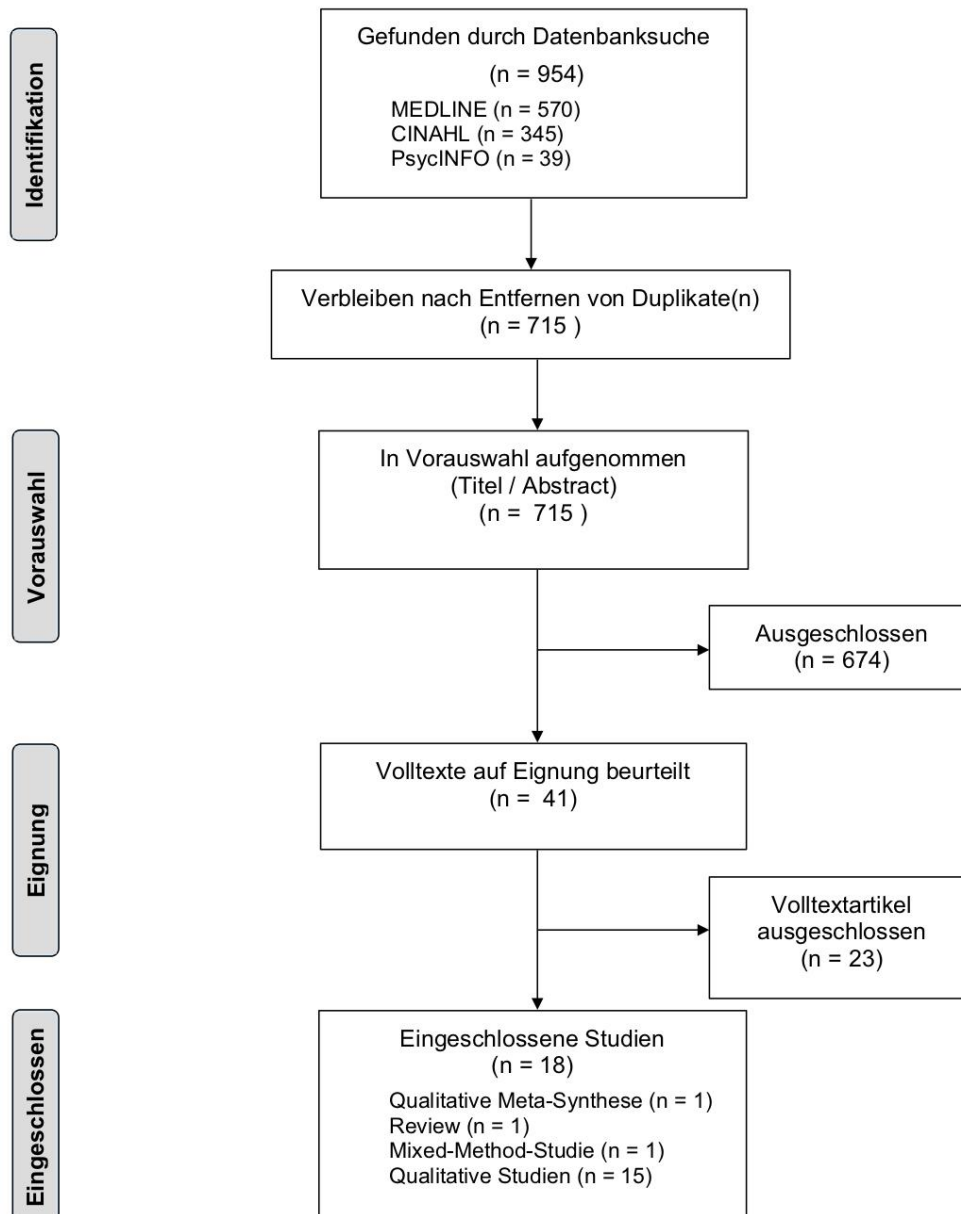 Identifikation
Gefunden durch Datenbanksuche
(n = 954)
MEDLINE (n = 570)
CINAHL (n = 345)
PsycINFO (n = 39)
Verbleiben nach Entfernen von Duplikate(n)
(n = 715 )
Vorauswahl
In Vorauswahl aufgenommen
(Titel / Abstract)
(n =  715 )
Ausgeschlossen
(n = 674)
Eignung
Volltexte auf Eignung beurteilt
(n =  41)
Volltextartikel
ausgeschlossen
(n = 23)
Eingeschlossen
Eingeschlossene Studien
(n = 18)
Qualitative Meta-Synthese (n = 1)
Review (n = 1)
Mixed-Method-Studie (n = 1)
Qualitative Studien (n = 15)